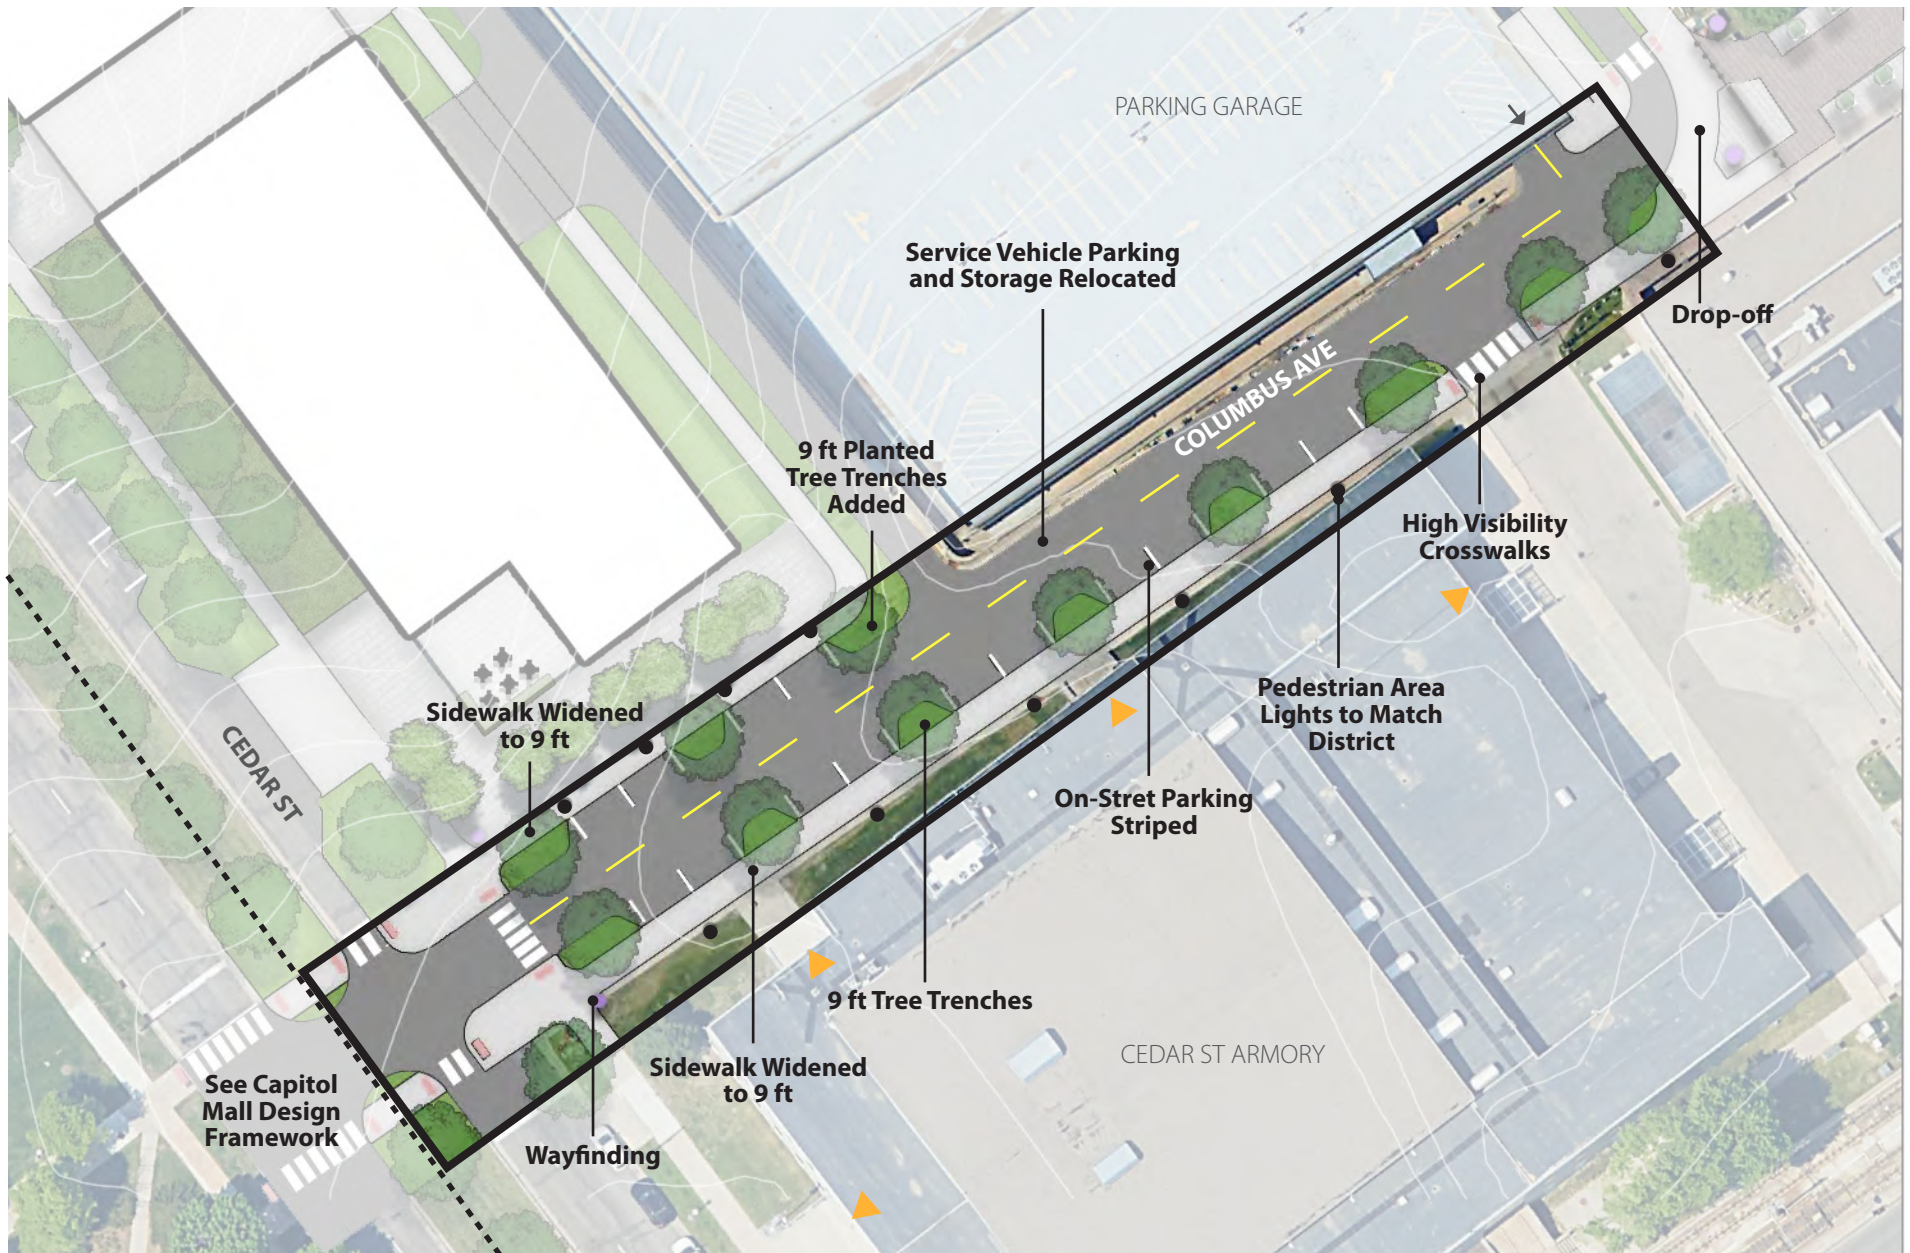 PARKING GARAGE
Service Vehicle Parking
and Storage Relocated
Drop-off
COLUMBUS AVE
9 ft Planted
Tree Trenches
Added
High Visibility
Crosswalks
Sidewalk Widened
to 9 ft
Pedestrian Area
Lights to Match
District
CEDAR ST
On-Stret Parking
Striped
9 ft Tree Trenches
CEDAR ST ARMORY
Sidewalk Widened
to 9 ft
See Capitol
Mall Design
Framework
Wayfinding